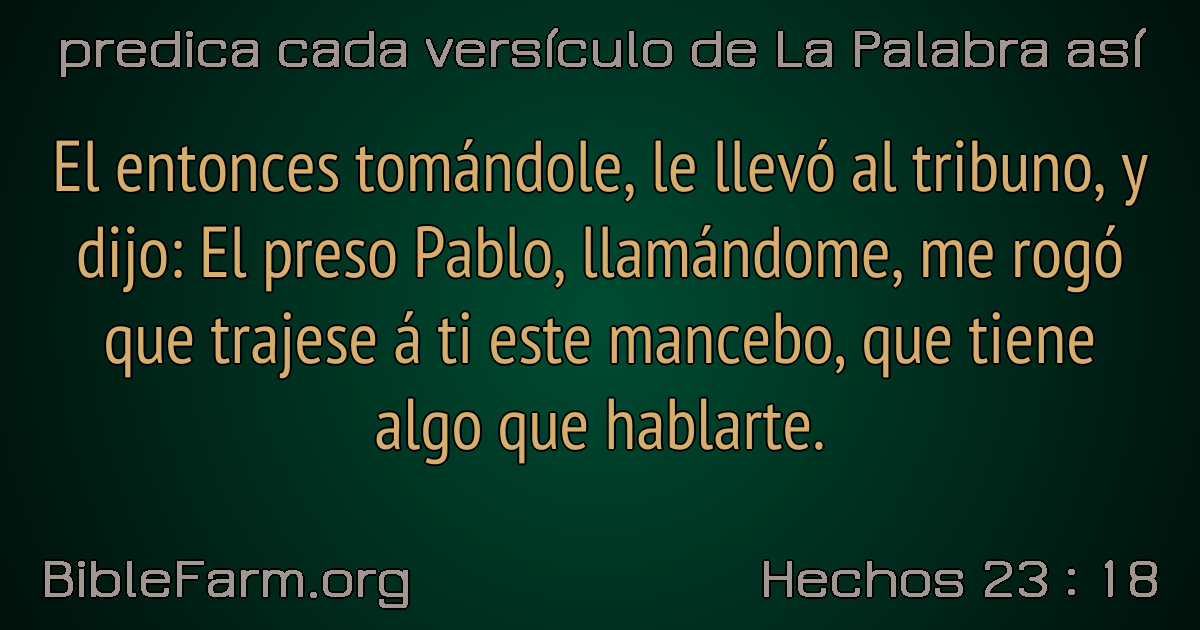 predica cada versículo de La Palabra así
El entonces tomándole, le llevó al tribuno, y
dijo: El preso Pablo, llamándome, me rogó
que trajese á ti este mancebo, que tiene
algo que hablarte.
BibleFarm.org
Hechos 23 : 18